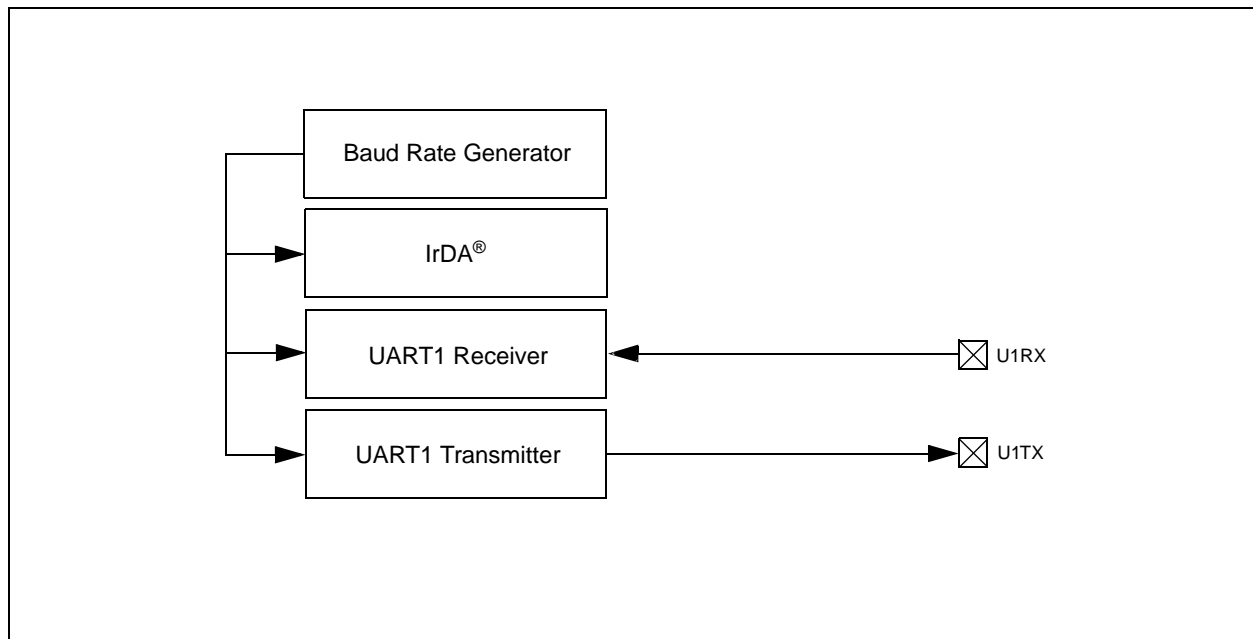 Baud Rate Generator
IrDA®
UART1 Receiver
U1RX
UART1 Transmitter
U1TX